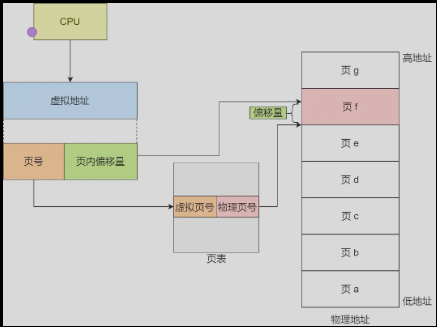 CPU
虚拟地址
页号
页内偏移量
虚拟页号
物理页号
页表
偏移量
高地址
页 g
页 f
页 e
页 d
页 c
页 b
页 a
低地址
物理地址